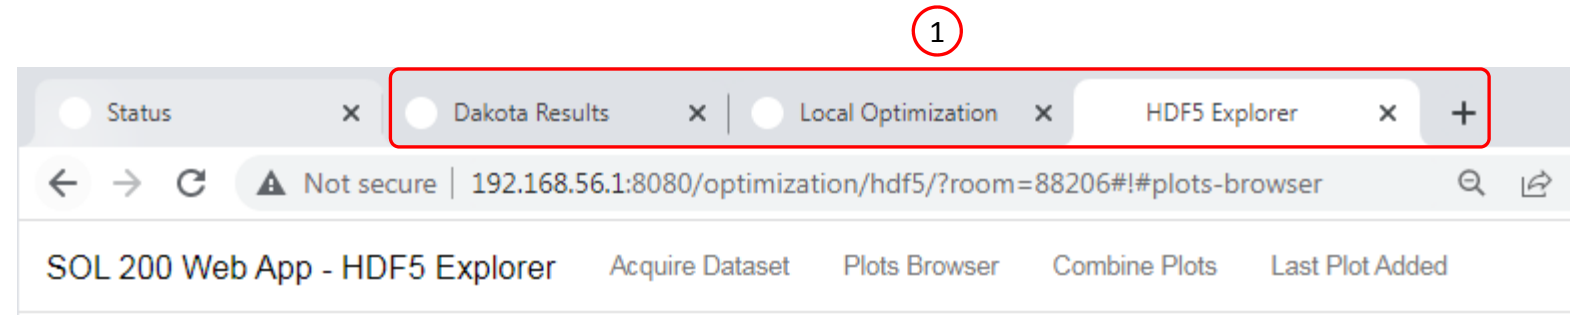 1
Status Dakota Results Local Optimization HDF5 Explorer
Not secure 192.168.56.1:8080/optimization/hdf5/?room=88206#!#plots-browser
SOL 200 Web App - HDF5 Explorer Acquire Dataset Plots Browser Combine Plots Last Plot Added